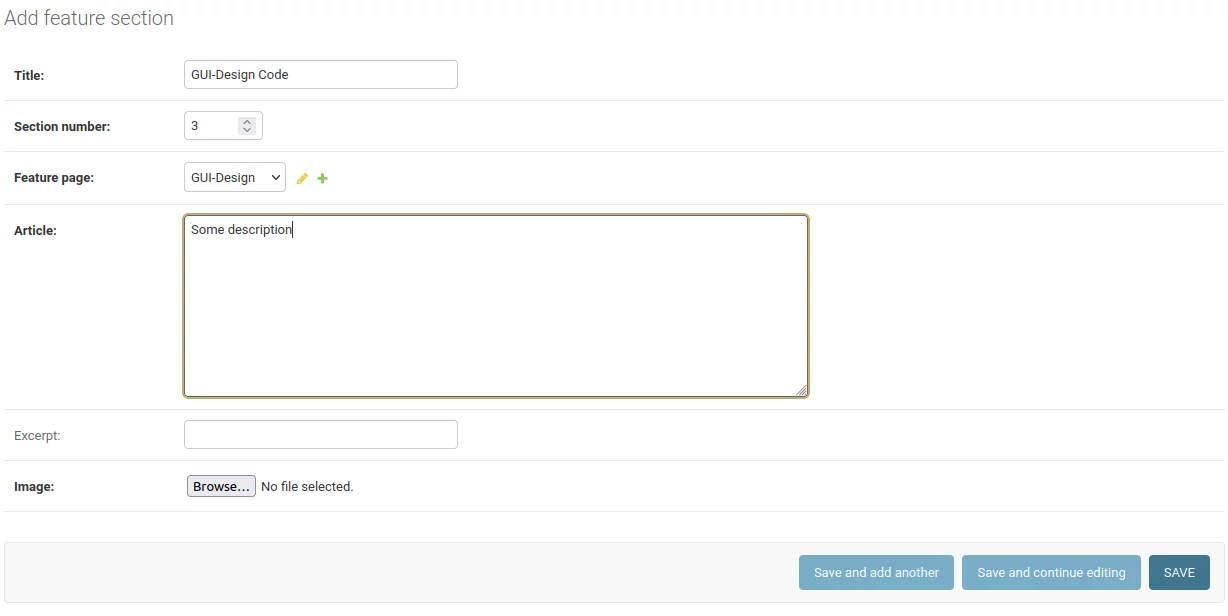 Add feature section
Title: GUI-Design Code
Section number: 3
Feature page: GUI-Design
Article: Some description
Excerpt:
Image: Browse... No file selected.
Save and add another Save and continue editing SAVE